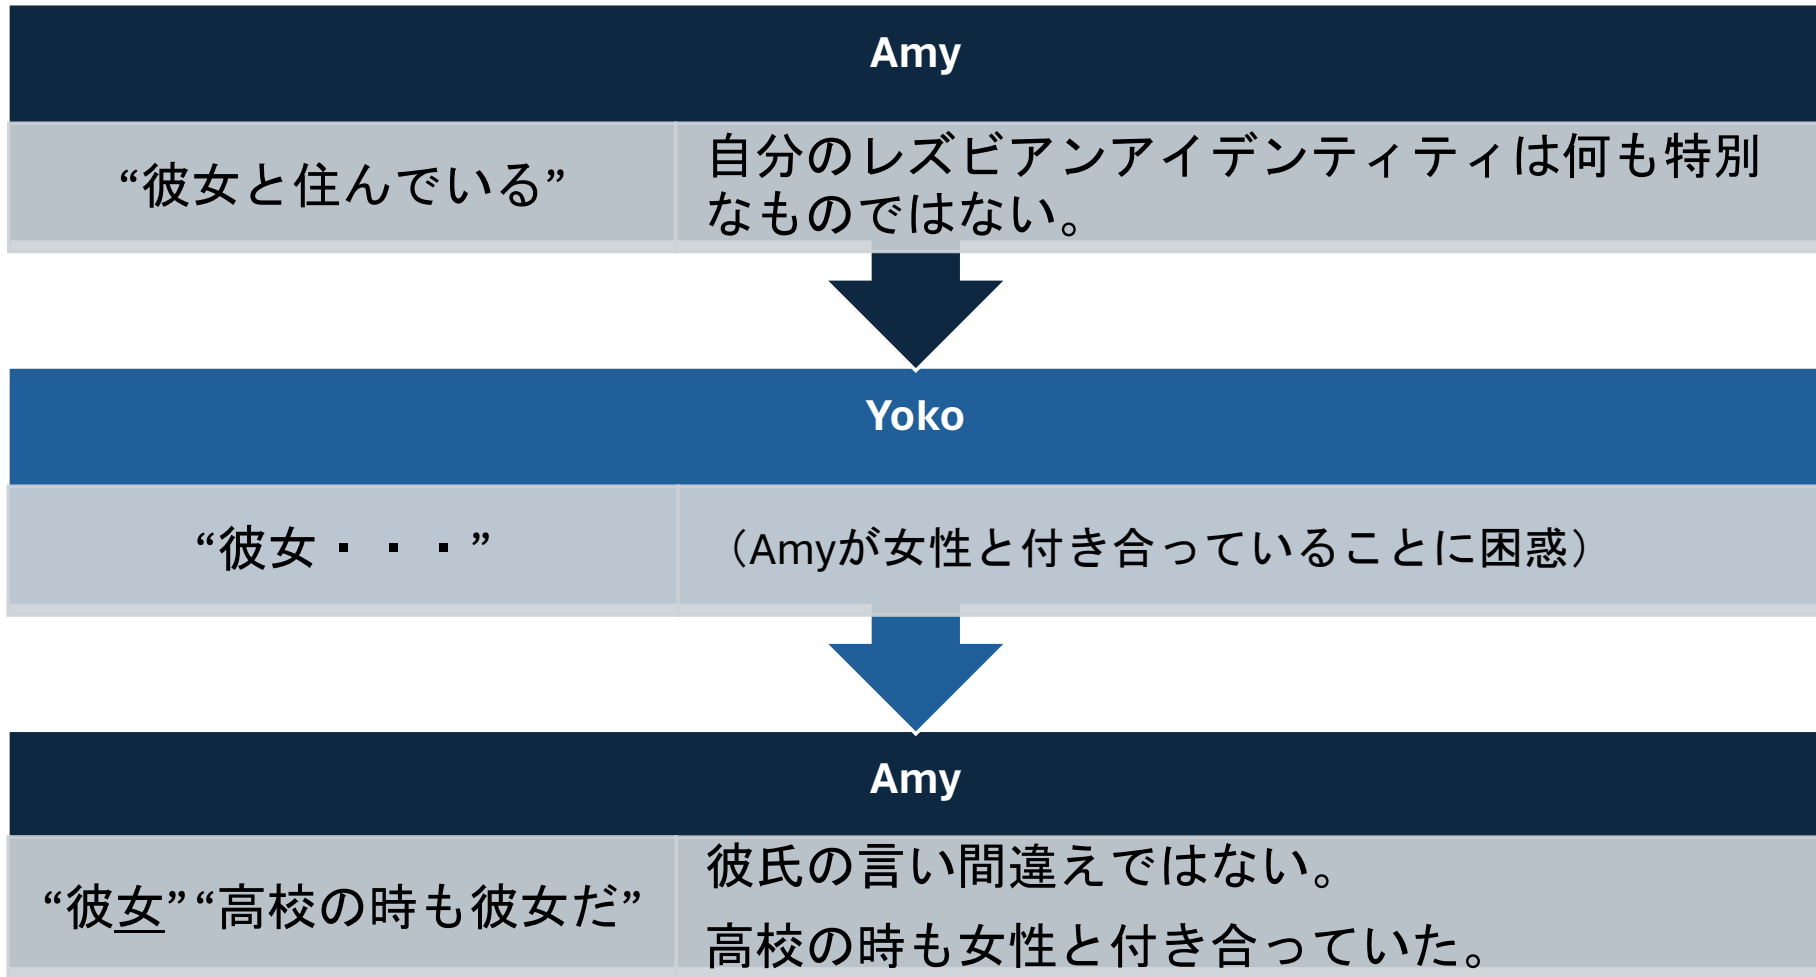 Amy
“彼女と住んでいる”
自分のレズビアンアイデンティティは何も特別
なものではない。
Yoko
“彼女・・・”
（Amyが女性と付き合っていることに困惑）
Amy
“彼女” “高校の時も彼女だ”
彼氏の言い間違えではない。
高校の時も女性と付き合っていた。